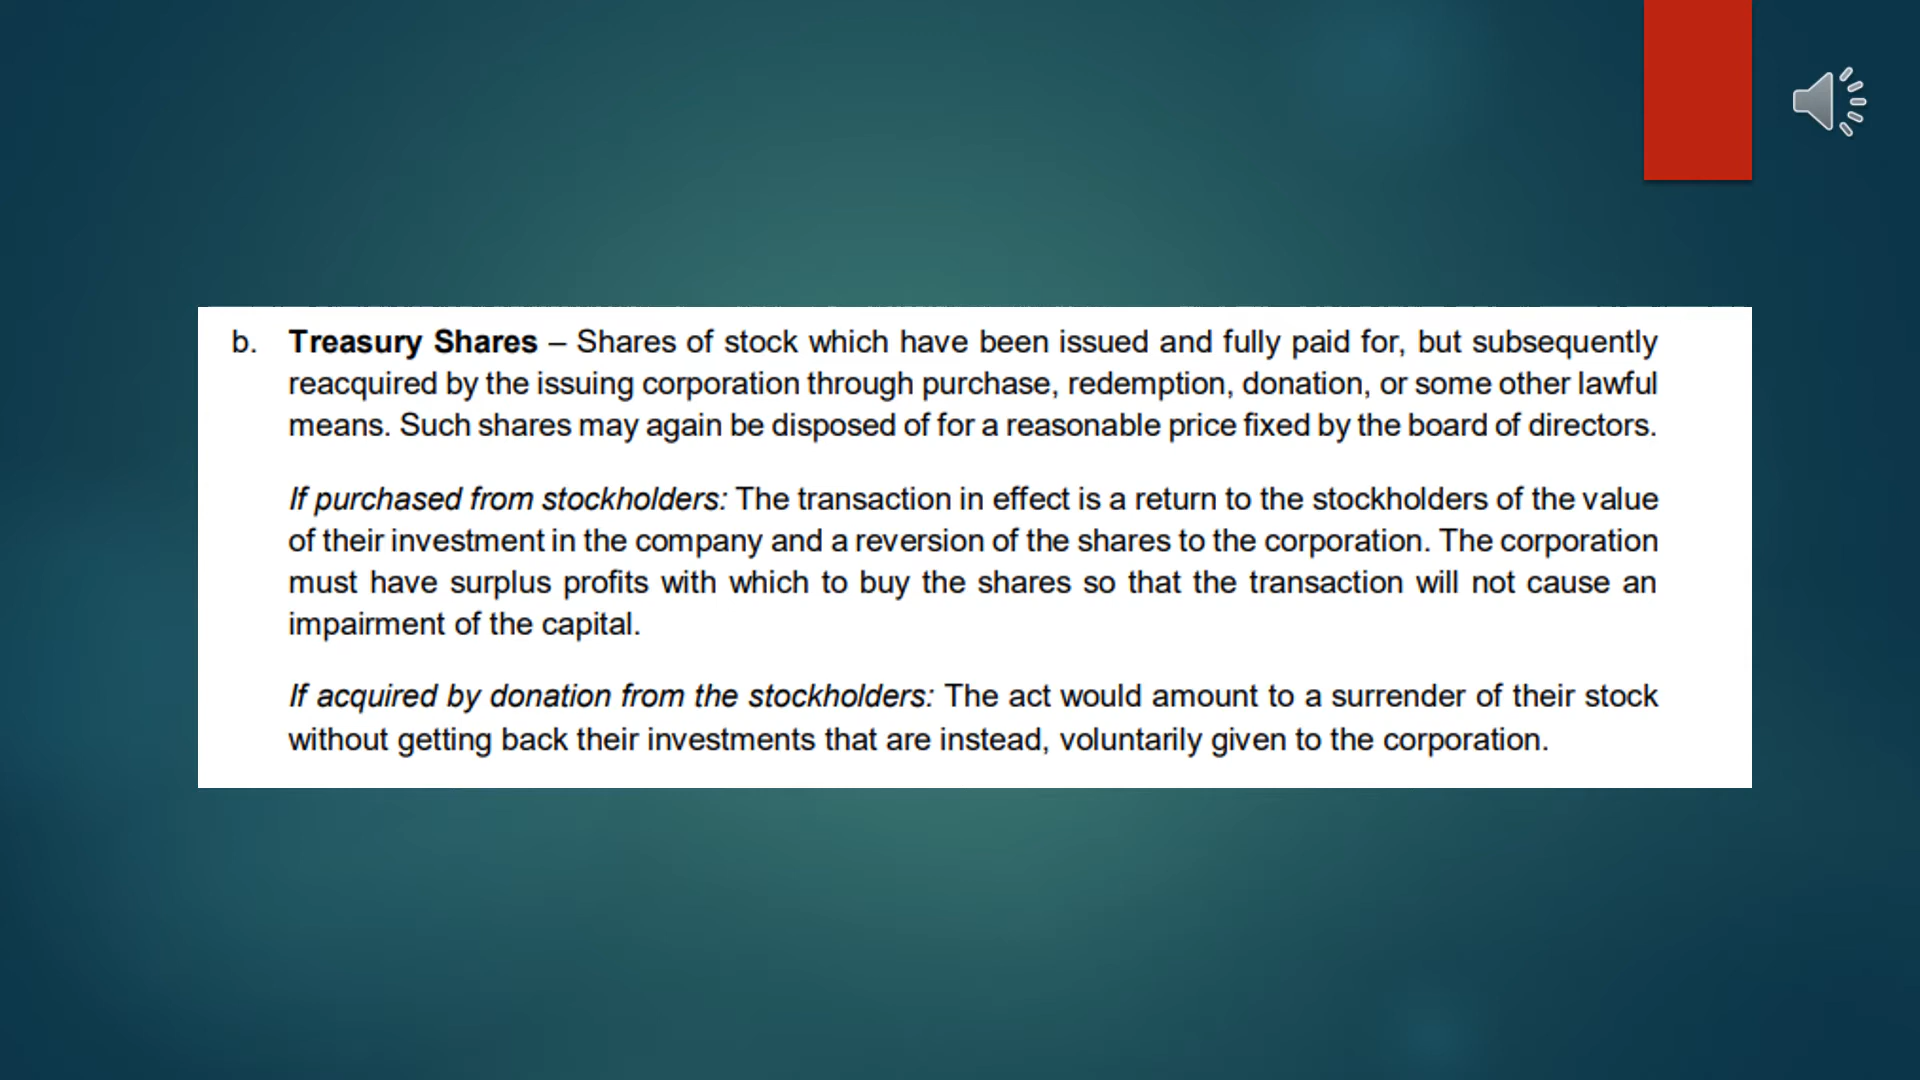 b. Treasury Shares – Shares of stock which have been issued and fully paid for, but subsequently
reacquired by the issuing corporation through purchase, redemption, donation, or some other lawful
means. Such shares may again be disposed of for a reasonable price fixed by the board of directors.
If purchased from stockholders: The transaction in effect is a return to the stockholders of the value
of their investment in the company and a reversion of the shares to the corporation. The corporation
must have surplus profits with which to buy the shares so that the transaction will not cause an
impairment of the capital.
If acquired by donation from the stockholders: The act would amount to a surrender of their stock
without getting back their investments that are instead, voluntarily given to the corporation.